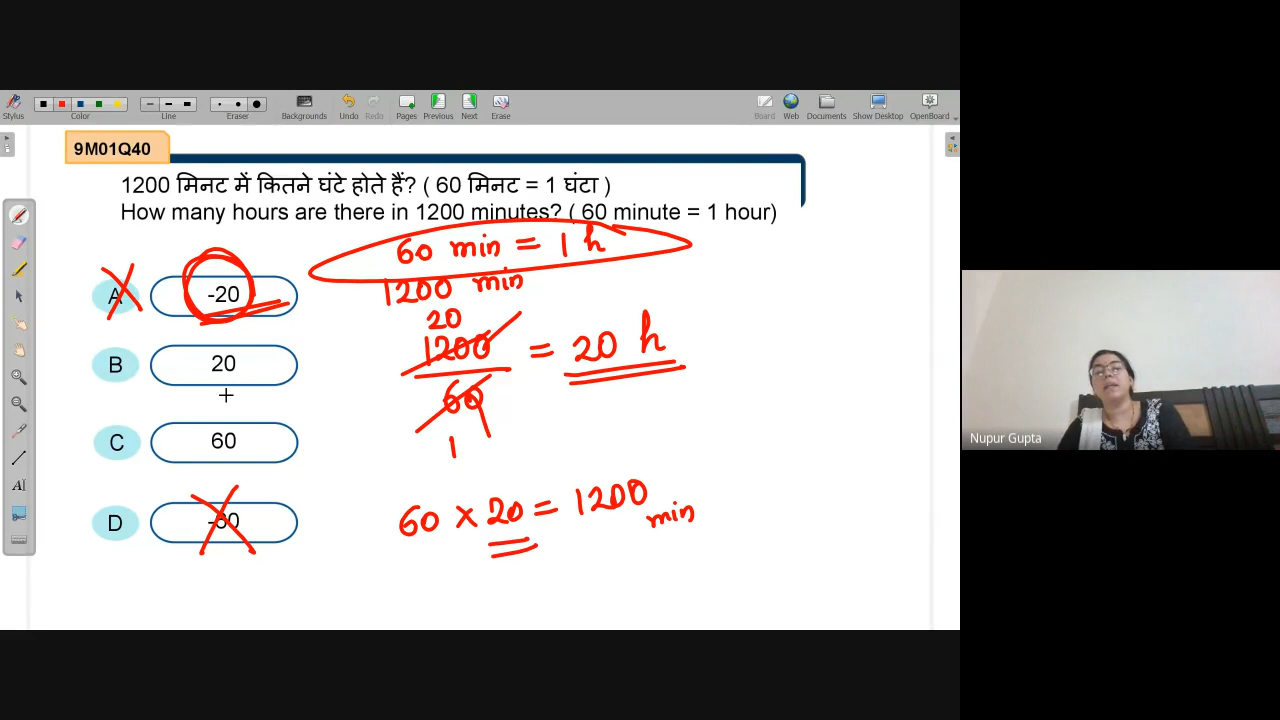 Stylus Color Line Eraser Backgrounds Undo Redo Pages Previous Next Erase Board Web Documents Show Desktop OpenBoard
9M01Q40
1200 मिनट में कितने घंटे होते हैं? ( 60 मिनट = 1 घंटा )
How many hours are there in 1200 minutes? ( 60 minute = 1 hour)
60 min = 1 h
A -20
1200 min
20
1200 = 20 h
60
1
B 20
C 60
D -60
60 × 20 = 1200 min
Nupur Gupta